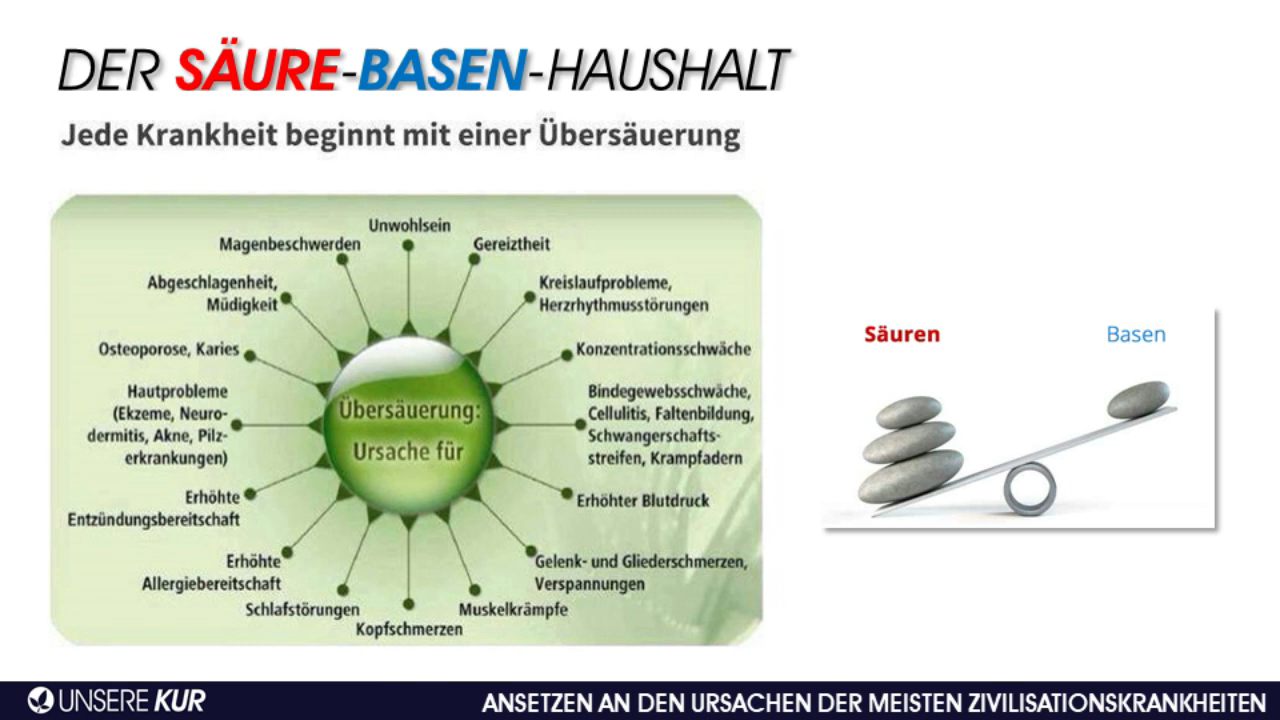 DER SÄURE-BASEN-HAUSHALT
Jede Krankheit beginnt mit einer Übersäuerung
Unwohlsein
Magenbeschwerden
Gereiztheit
Abgeschlagenheit,
Müdigkeit
Kreislaufprobleme,
Herzrhythmusstörungen
Osteoporose, Karies
Konzentrationsschwäche
Hautprobleme
(Ekzeme, Neuro-
dermitis, Akne, Pilz-
erkrankungen)
Bindegewebsschwäche,
Cellulitis, Faltenbildung,
Schwangerschafts-
streifen, Krampfadern
Übersäuerung:
Ursache für
Erhöhte
Entzündungsbereitschaft
Erhöhter Blutdruck
Erhöhte
Allergiebereitschaft
Gelenk- und Gliederschmerzen,
Verspannungen
Schlafstörungen
Muskelkrämpfe
Kopfschmerzen
Säuren
Basen
UNSERE KUR
ANSETZEN AN DEN URSACHEN DER MEISTEN ZIVILISATIONSKRANKHEITEN